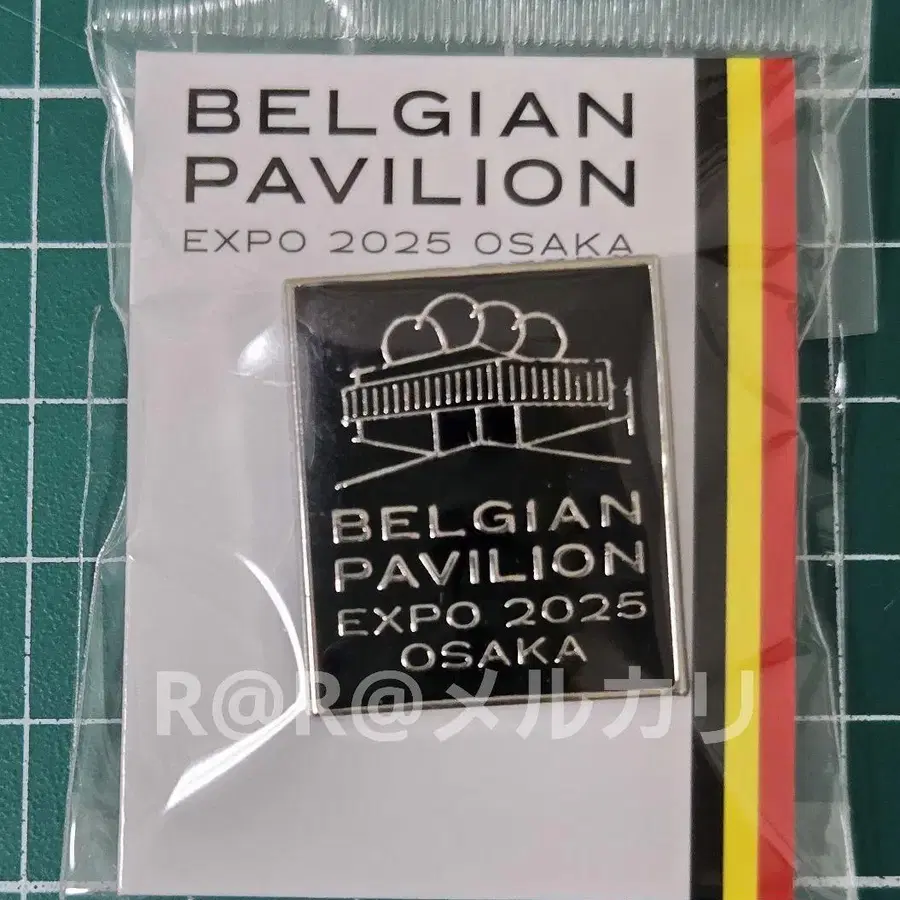 BELGIAN
PAVILION
EXPO 2025 OSAKA
BELGIAN
PAVILION
EXPO 2025
OSAKA
R@R@メルカリ